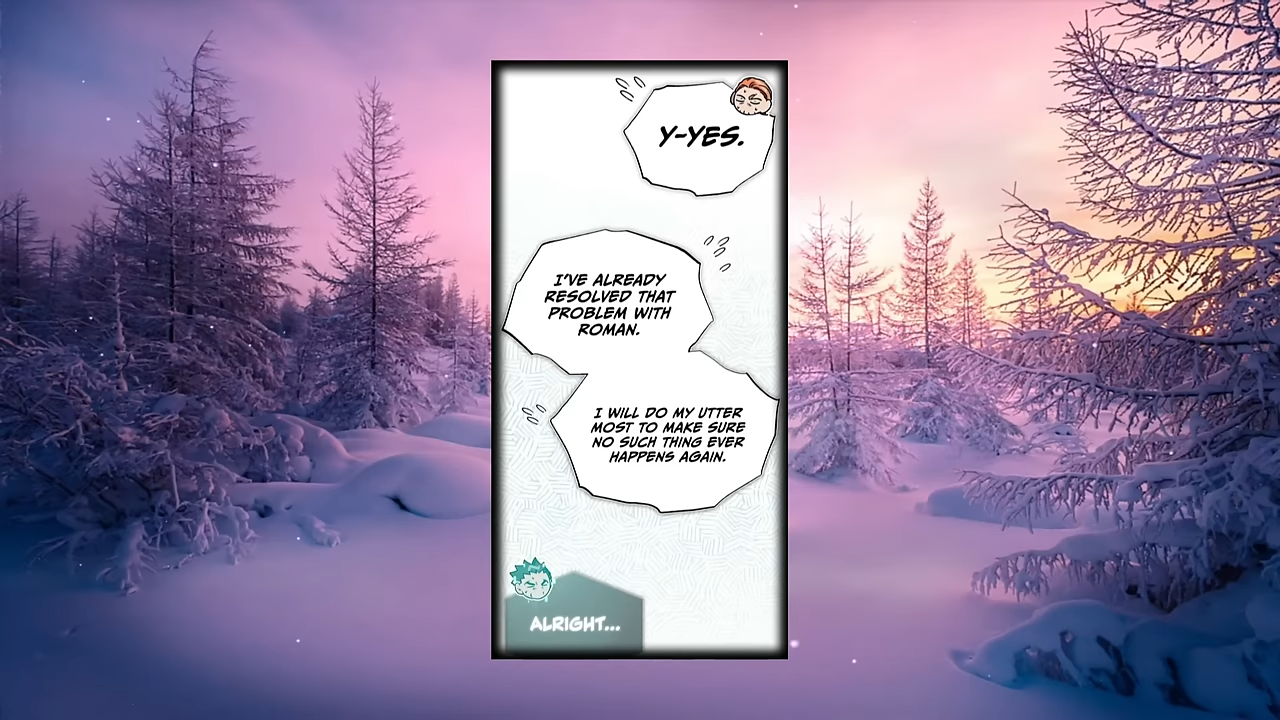 Y-YES.
I'VE ALREADY
RESOLVED THAT
PROBLEM WITH
ROMAN.
I WILL DO MY UTTER
MOST TO MAKE SURE
NO SUCH THING EVER
HAPPENS AGAIN.
ALRIGHT...